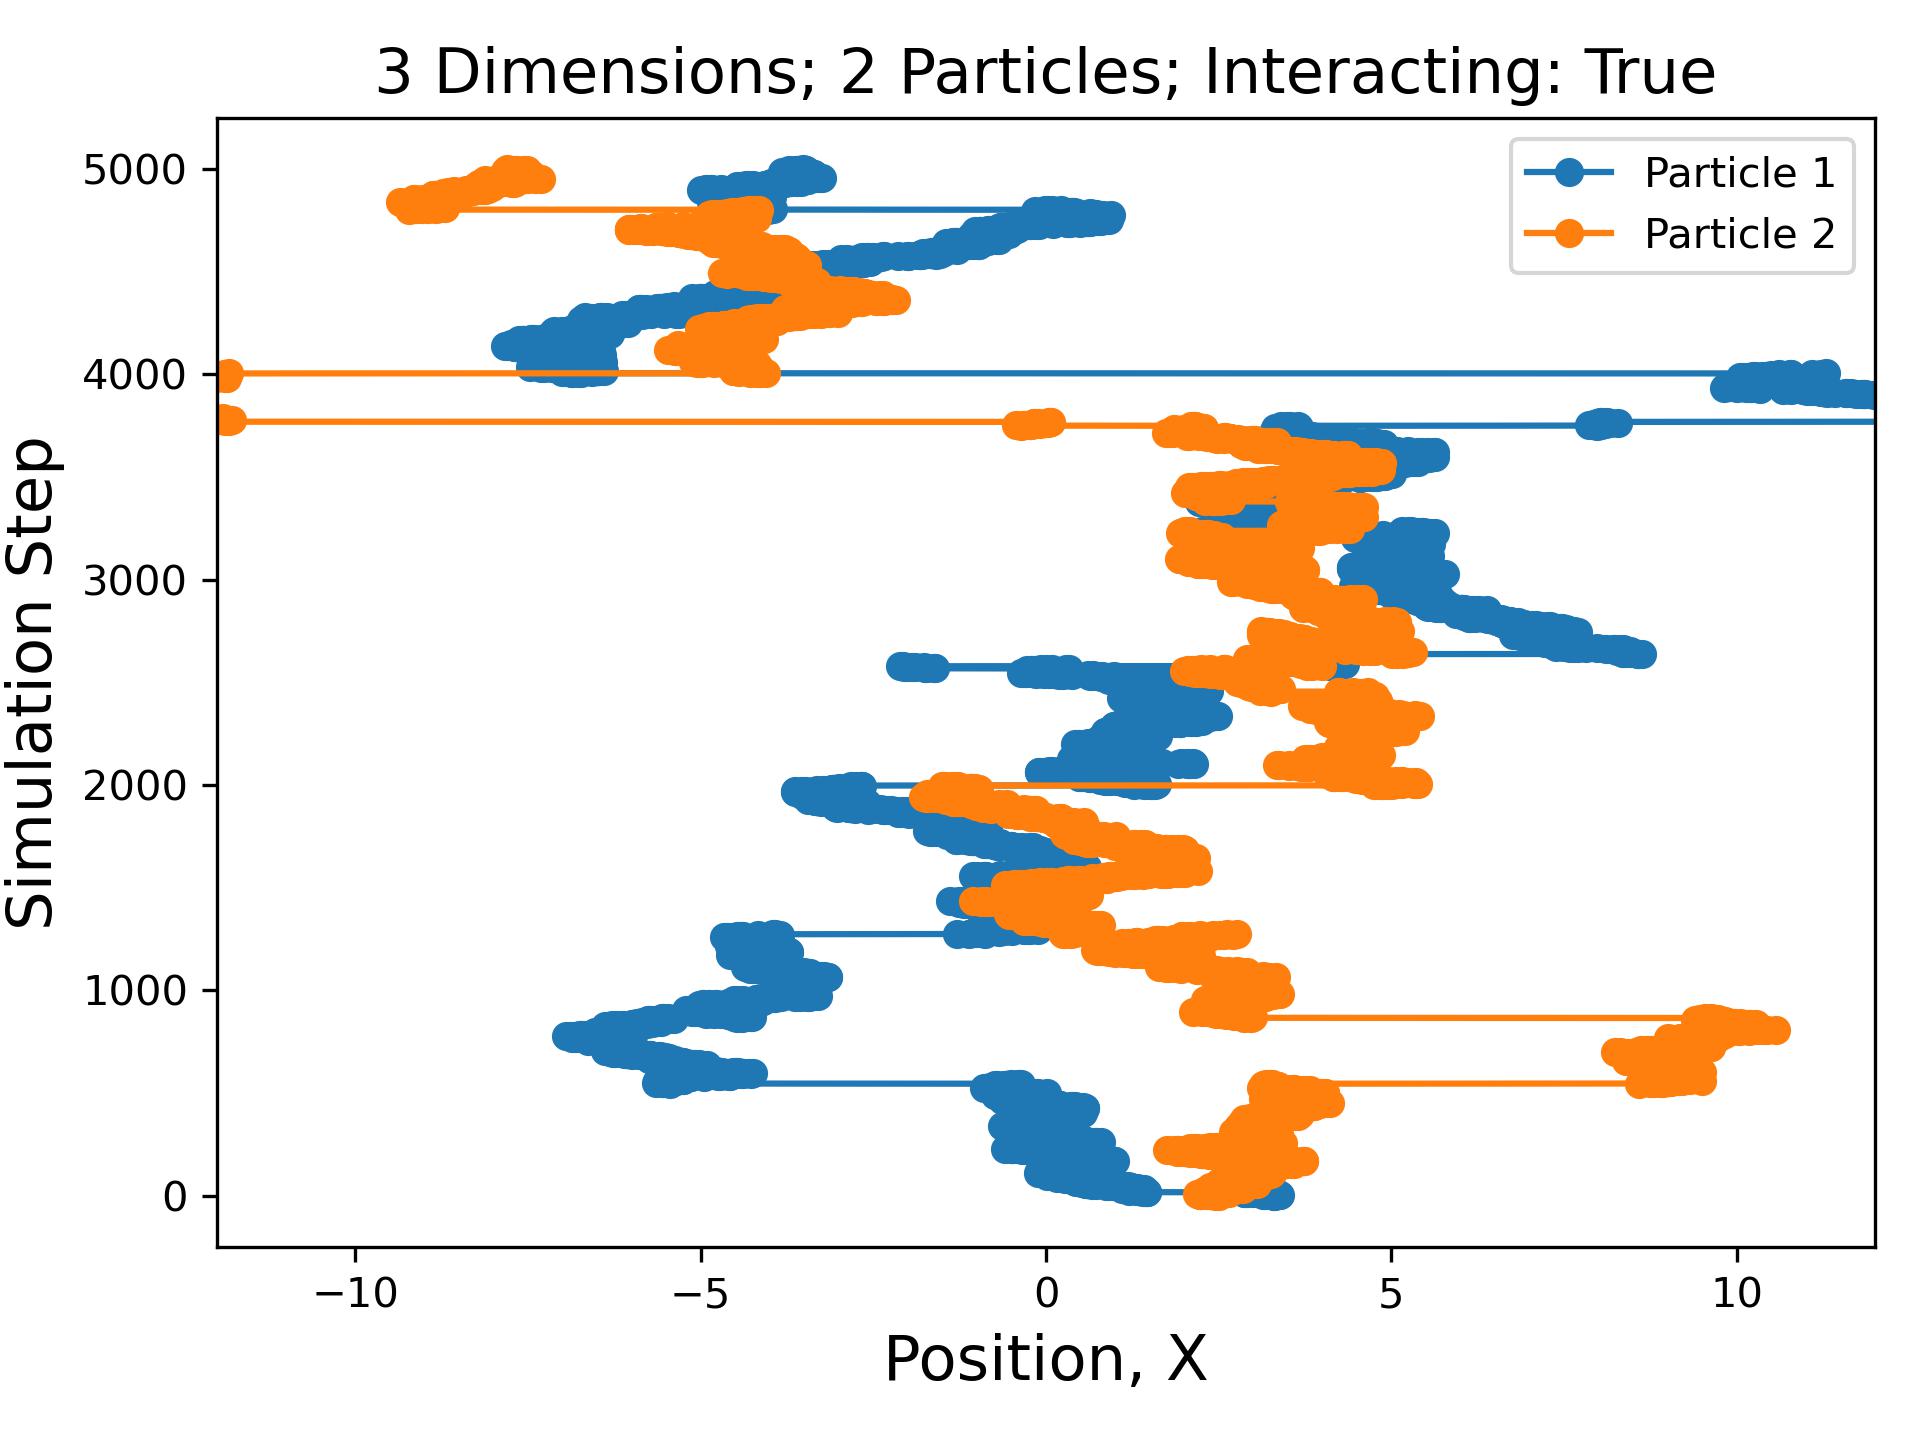 3 Dimensions; 2 Particles; Interacting: True
Particle 1
Particle 2
5000
4000
3000
2000
1000
0
Simulation Step
−10
−5
0
5
10
Position, X